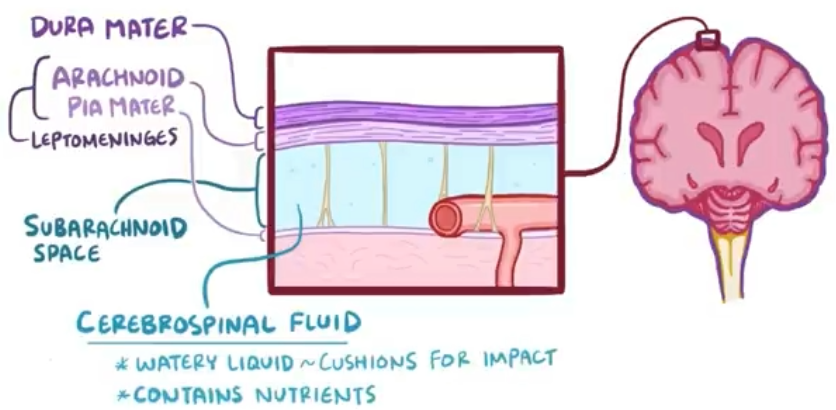 DURA MATER
ARACHNOID
PIA MATER
LEPTOMENINGES
SUBARACHNOID
SPACE
CEREBROSPINAL FLUID
* WATERY LIQUID ~ CUSHIONS FOR IMPACT
* CONTAINS NUTRIENTS